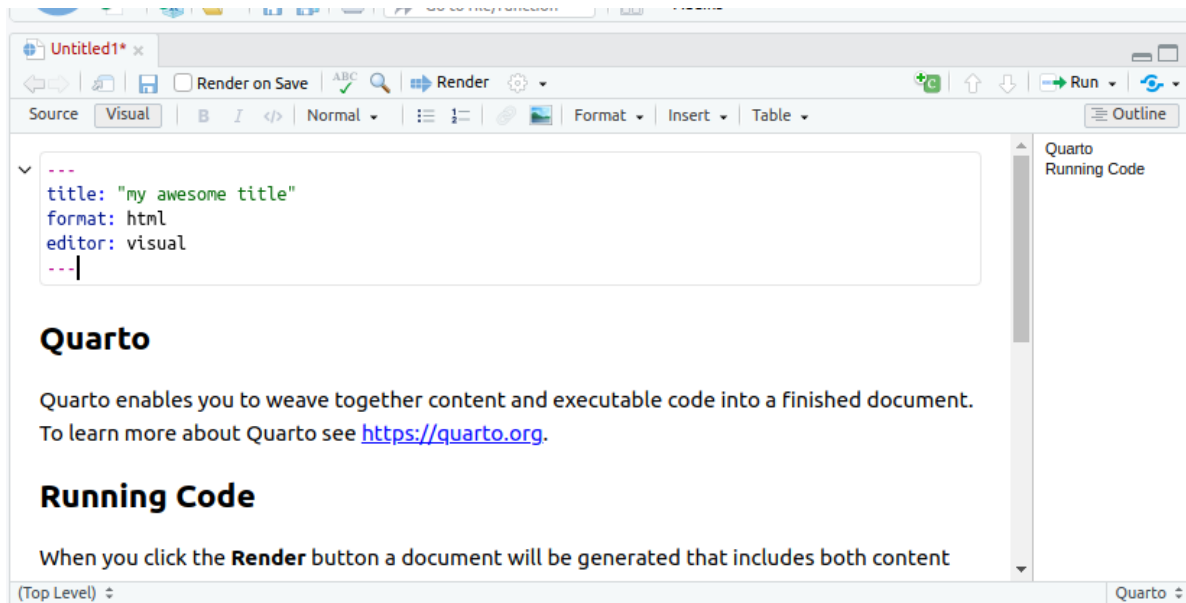 Untitled1*
Render on Save ABC Render Run
Source Visual B I </> Normal Format Insert Table Outline
---
title: "my awesome title"
format: html
editor: visual
---
Quarto
Quarto enables you to weave together content and executable code into a finished document.
To learn more about Quarto see https://quarto.org.
Running Code
When you click the Render button a document will be generated that includes both content
Quarto
Running Code
(Top Level) Quarto